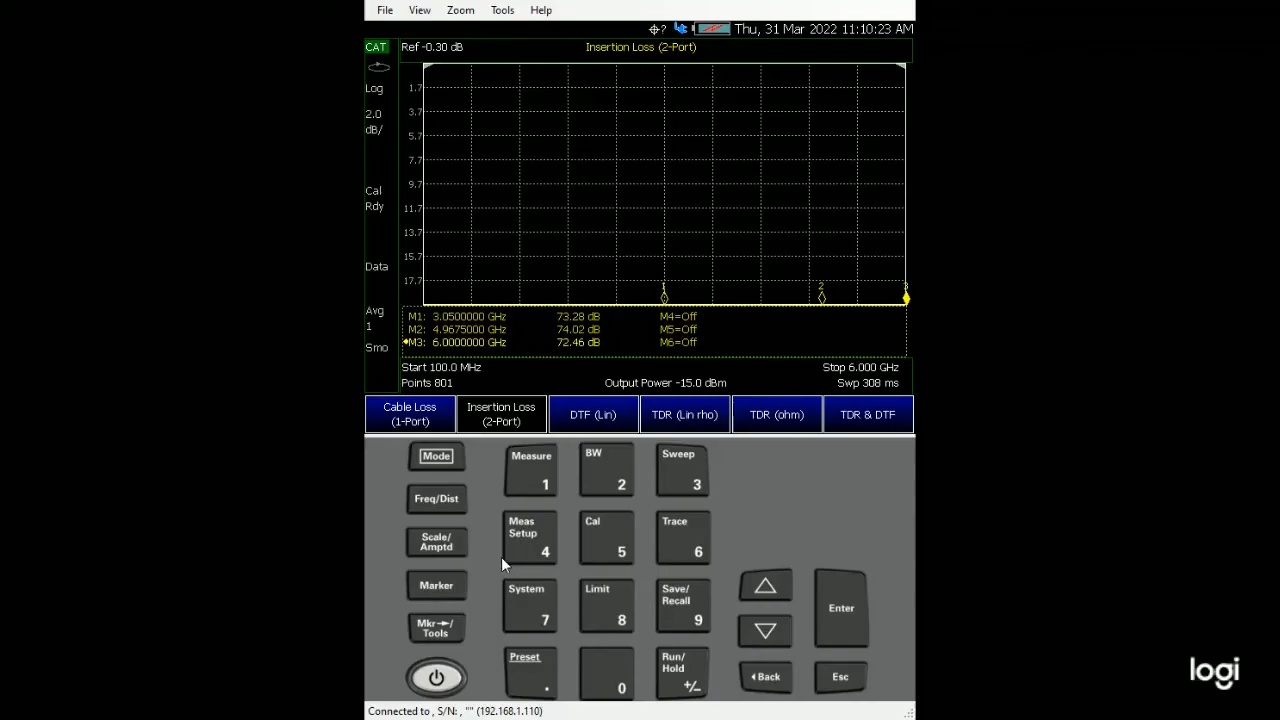 File View Zoom Tools Help
? Thu, 31 Mar 2022 11:10:23 AM
CAT Ref -0.30 dB Insertion Loss (2-Port)
Log
2.0
dB/
Cal
Rdy
Data
Avg
1
Smo
1.7
3.7
5.7
7.7
9.7
11.7
13.7
15.7
17.7
1 2 3
M1: 3.0500000 GHz 73.28 dB M4=Off
M2: 4.9675000 GHz 74.02 dB M5=Off
M3: 6.0000000 GHz 72.46 dB M6=Off
Start 100.0 MHz Stop 6.000 GHz
Points 801 Output Power -15.0 dBm Swp 308 ms
Cable Loss
(1-Port)
Insertion Loss
(2-Port)
DTF (Lin)
TDR (Lin rho)
TDR (ohm)
TDR & DTF
Mode
Measure
1
BW
2
Sweep
3
Freq/Dist
Scale/
Amptd
Meas
Setup
4
Cal
5
Trace
6
Marker
System
7
Limit
8
Save/
Recall
9
Enter
Mkr→/
Tools
Preset
.
0
Run/
Hold
+/-
Back
Esc
logi
Connected to , S/N: , "" (192.168.1.110)